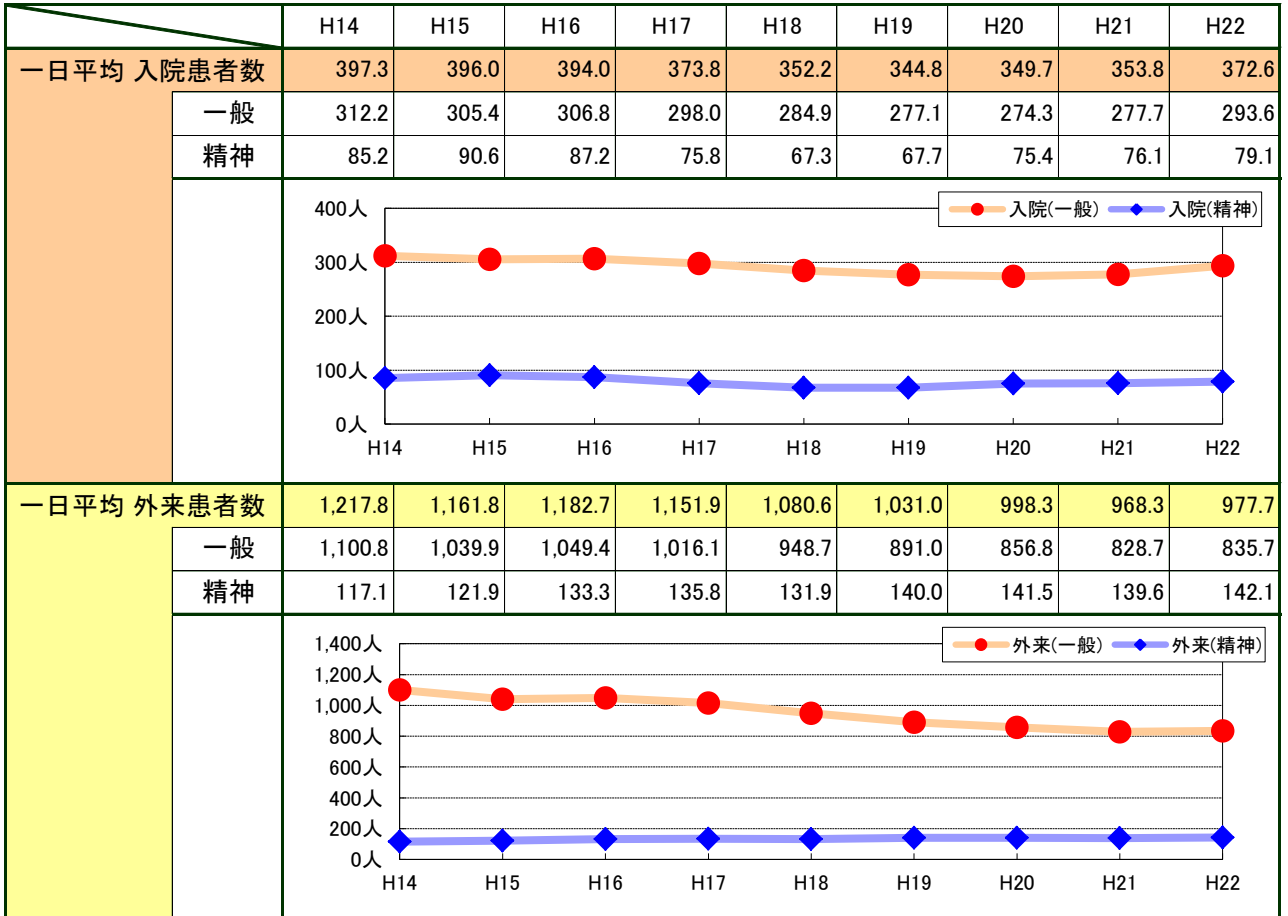 H14 H15 H16 H17 H18 H19 H20 H21 H22
一日平均 入院患者数 397.3 396.0 394.0 373.8 352.2 344.8 349.7 353.8 372.6
一般 312.2 305.4 306.8 298.0 284.9 277.1 274.3 277.7 293.6
精神 85.2 90.6 87.2 75.8 67.3 67.7 75.4 76.1 79.1
入院(一般) 入院(精神)
400人
300人
200人
100人
0人
H14 H15 H16 H17 H18 H19 H20 H21 H22
一日平均 外来患者数 1,217.8 1,161.8 1,182.7 1,151.9 1,080.6 1,031.0 998.3 968.3 977.7
一般 1,100.8 1,039.9 1,049.4 1,016.1 948.7 891.0 856.8 828.7 835.7
精神 117.1 121.9 133.3 135.8 131.9 140.0 141.5 139.6 142.1
外来(一般) 外来(精神)
1,400人
1,200人
1,000人
800人
600人
400人
200人
0人
H14 H15 H16 H17 H18 H19 H20 H21 H22